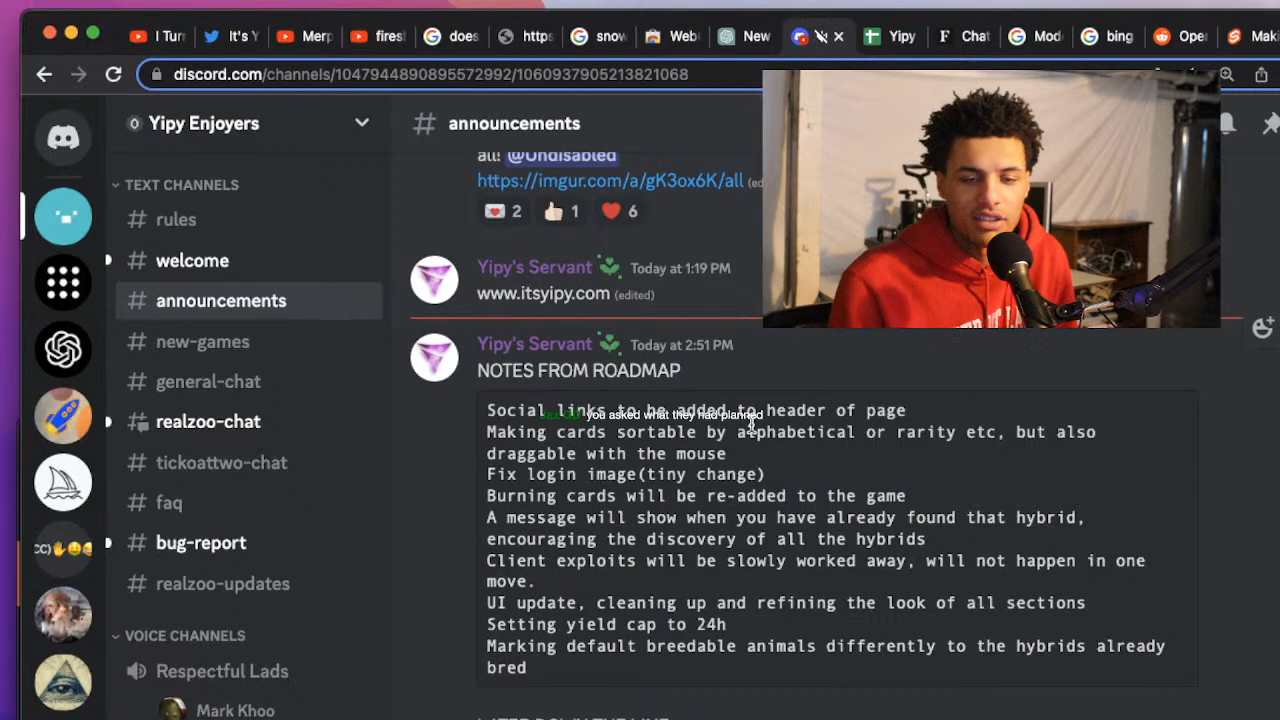 I Turr
It's Y
Merp
firesl
does
https
snow
Web
New
Yipy
F Chat
Mod
bing
Oper
Maki
discord.com/channels/1047944890895572992/1060937905213821068
Yipy Enjoyers
# announcements
TEXT CHANNELS
# rules
# welcome
# announcements
# new-games
# general-chat
realzoo-chat
# tickoattwo-chat
# faq
# bug-report
# realzoo-updates
VOICE CHANNELS
Respectful Lads
Mark Khoo
CC)
all! @Undisabled
https://imgur.com/a/gK3ox6K/all (ed
2 1 6
Yipy's Servant Today at 1:19 PM
www.itsyipy.com (edited)
Yipy's Servant Today at 2:51 PM
NOTES FROM ROADMAP
Social links to be added to header of page
you asked what they had planned
Making cards sortable by alphabetical or rarity etc, but also
draggable with the mouse
Fix login image(tiny change)
Burning cards will be re-added to the game
A message will show when you have already found that hybrid,
encouraging the discovery of all the hybrids
Client exploits will be slowly worked away, will not happen in one
move.
UI update, cleaning up and refining the look of all sections
Setting yield cap to 24h
Marking default breedable animals differently to the hybrids already
bred